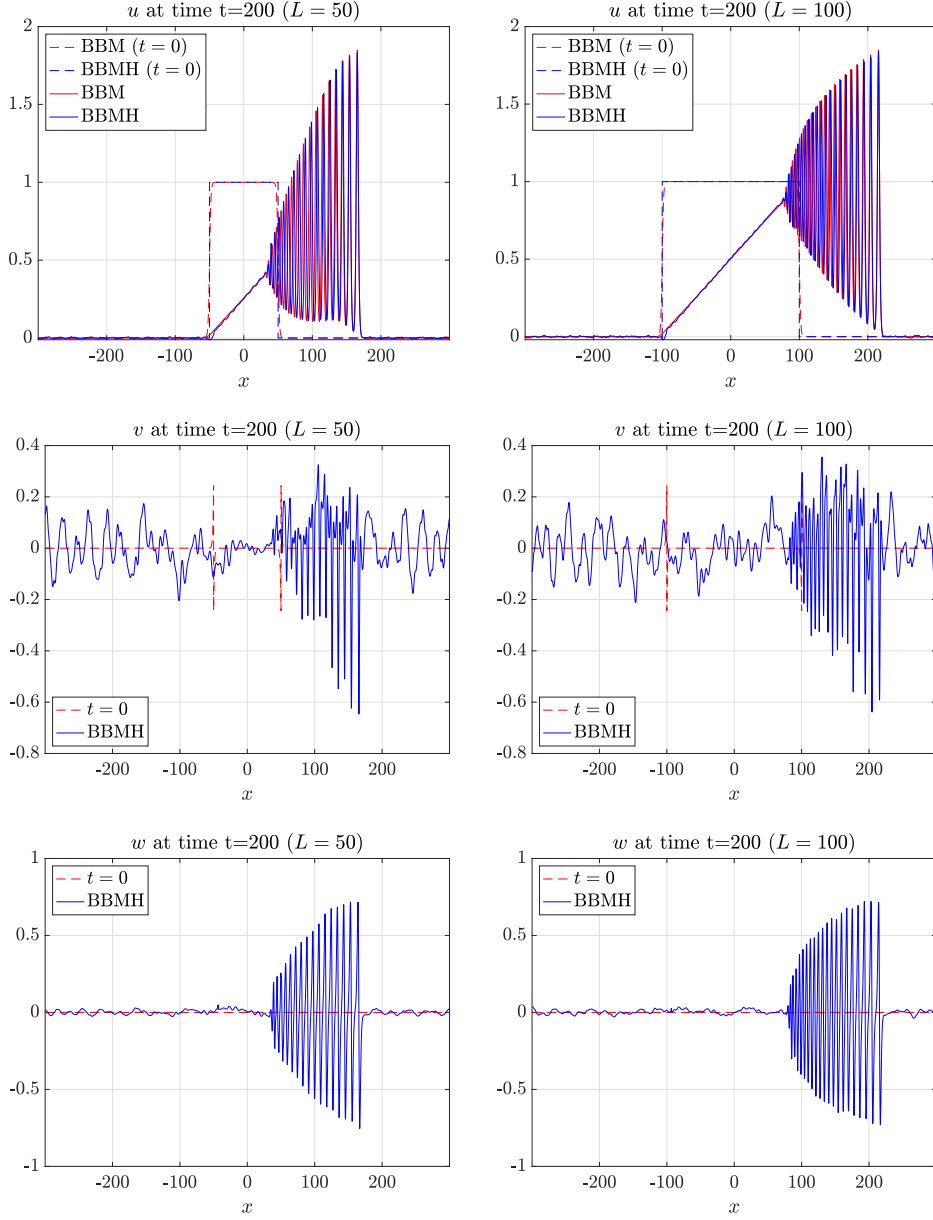 u at time t=200 (L = 50)
BBM (t = 0)
BBMH (t = 0)
BBM
BBMH
2
1.5
1
0.5
0
-200 -100 0 100 200
x
u at time t=200 (L = 100)
BBM (t = 0)
BBMH (t = 0)
BBM
BBMH
2
1.5
1
0.5
0
-200 -100 0 100 200
x
v at time t=200 (L = 50)
0.4
0.2
0
-0.2
-0.4
-0.6
-0.8
t = 0
BBMH
-200 -100 0 100 200
x
v at time t=200 (L = 100)
0.4
0.2
0
-0.2
-0.4
-0.6
-0.8
t = 0
BBMH
-200 -100 0 100 200
x
w at time t=200 (L = 50)
t = 0
BBMH
1
0.5
0
-0.5
-1
-200 -100 0 100 200
x
w at time t=200 (L = 100)
t = 0
BBMH
1
0.5
0
-0.5
-1
-200 -100 0 100 200
x